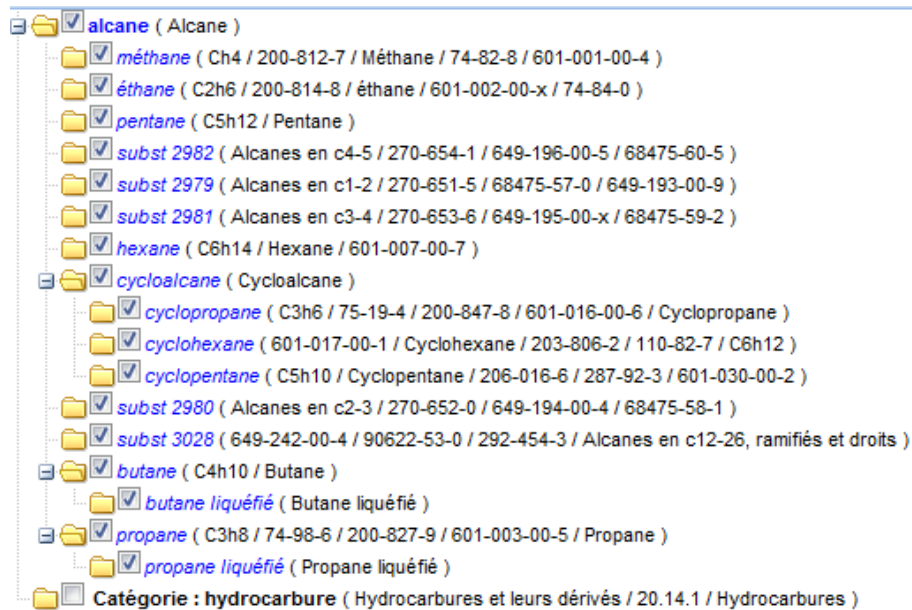 alcane ( Alcane )
méthane ( Ch4 / 200-812-7 / Méthane / 74-82-8 / 601-001-00-4 )
éthane ( C2h6 / 200-814-8 / éthane / 601-002-00-x / 74-84-0 )
pentane ( C5h12 / Pentane )
subst 2982 ( Alcanes en c4-5 / 270-654-1 / 649-196-00-5 / 68475-60-5 )
subst 2979 ( Alcanes en c1-2 / 270-651-5 / 68475-57-0 / 649-193-00-9 )
subst 2981 ( Alcanes en c3-4 / 270-653-6 / 649-195-00-x / 68475-59-2 )
hexane ( C6h14 / Hexane / 601-007-00-7 )
cycloalcane ( Cycloalcane )
cyclopropane ( C3h6 / 75-19-4 / 200-847-8 / 601-016-00-6 / Cyclopropane )
cyclohexane ( 601-017-00-1 / Cyclohexane / 203-806-2 / 110-82-7 / C6h12 )
cyclopentane ( C5h10 / Cyclopentane / 206-016-6 / 287-92-3 / 601-030-00-2 )
subst 2980 ( Alcanes en c2-3 / 270-652-0 / 649-194-00-4 / 68475-58-1 )
subst 3028 ( 649-242-00-4 / 90622-53-0 / 292-454-3 / Alcanes en c12-26, ramifiés et droits )
butane ( C4h10 / Butane )
butane liquéfié ( Butane liquéfié )
propane ( C3h8 / 74-98-6 / 200-827-9 / 601-003-00-5 / Propane )
propane liquéfié ( Propane liquéfié )
Catégorie : hydrocarbure ( Hydrocarbures et leurs dérivés / 20.14.1 / Hydrocarbures )